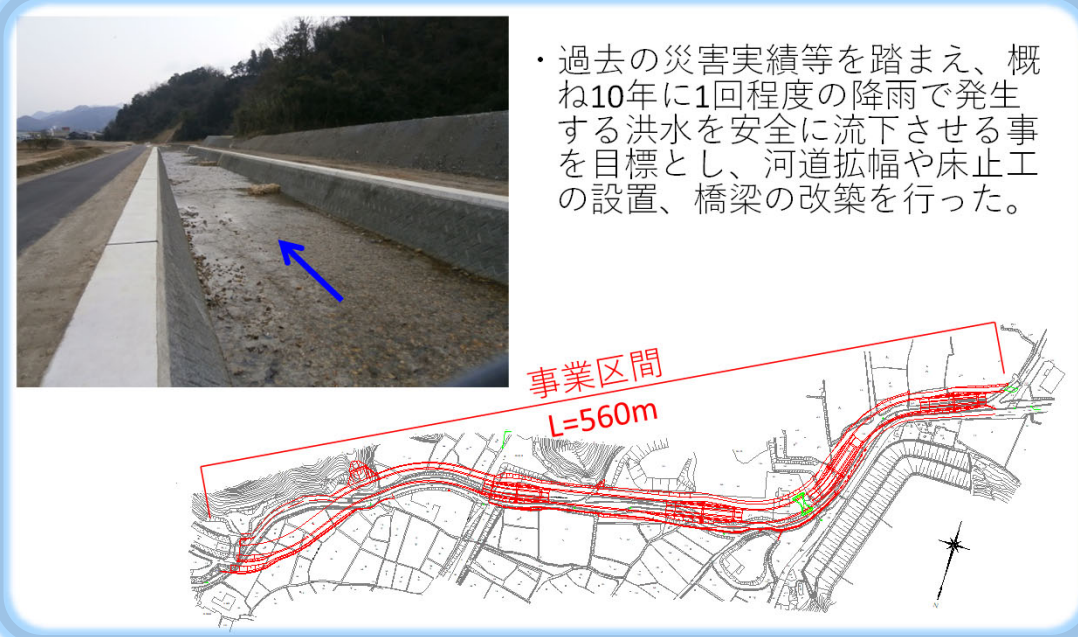 ・過去の災害実績等を踏まえ、概
ね10年に1回程度の降雨で発生
する洪水を安全に流下させる事
を目標とし、河道拡幅や床止工
の設置、橋梁の改築を行った。
事業区間
L=560m
N